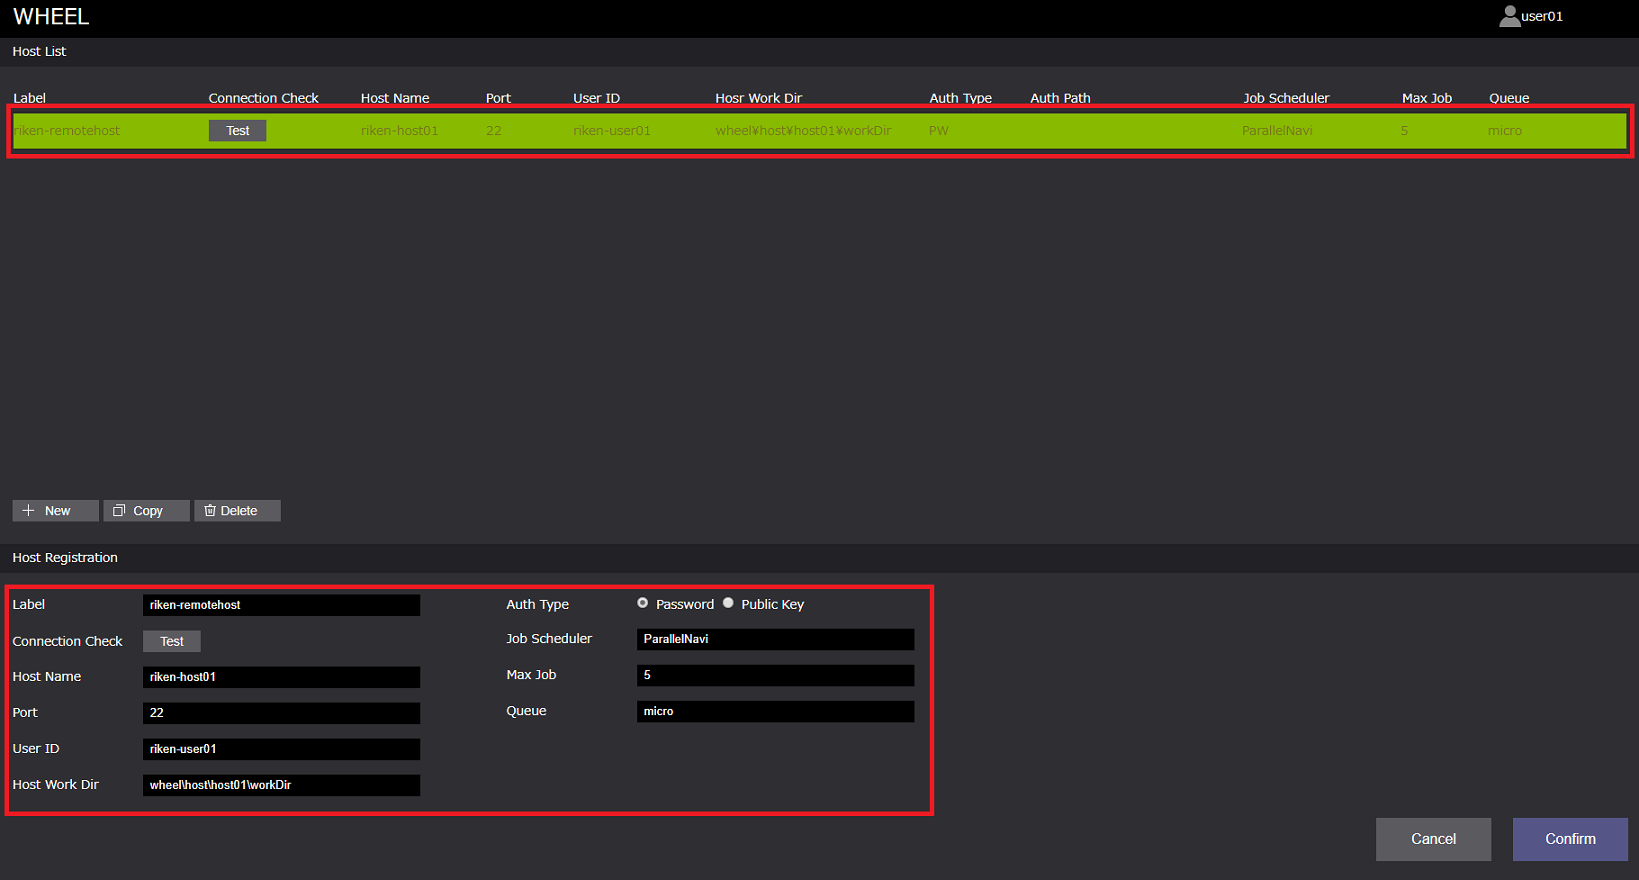 WHEEL
user01
Host List
Label Connection Check Host Name Port User ID Hosr Work Dir Auth Type Auth Path Job Scheduler Max Job Queue
riken-remotehost Test riken-host01 22 riken-user01 wheel¥host¥host01¥workDir PW ParallelNavi 5 micro
New Copy Delete
Host Registration
Label riken-remotehost
Connection Check Test
Host Name riken-host01
Port 22
User ID riken-user01
Host Work Dir wheel\host\host01\workDir
Auth Type Password Public Key
Job Scheduler ParallelNavi
Max Job 5
Queue micro
Cancel Confirm